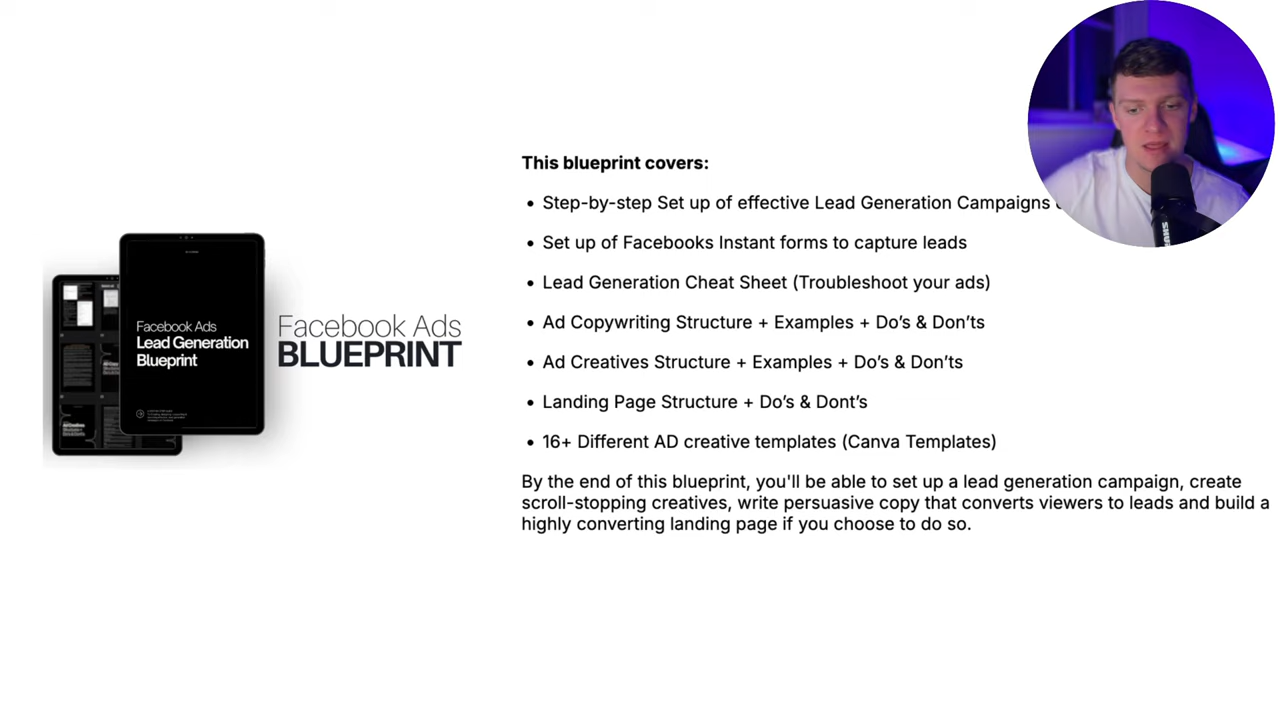 This blueprint covers:
• Step-by-step Set up of effective Lead Generation Campaigns
• Set up of Facebooks Instant forms to capture leads
• Lead Generation Cheat Sheet (Troubleshoot your ads)
• Ad Copywriting Structure + Examples + Do’s & Don’ts
• Ad Creatives Structure + Examples + Do’s & Don’ts
• Landing Page Structure + Do’s & Dont’s
• 16+ Different AD creative templates (Canva Templates)
By the end of this blueprint, you'll be able to set up a lead generation campaign, create
scroll-stopping creatives, write persuasive copy that converts viewers to leads and build a
highly converting landing page if you choose to do so.
Facebook Ads
Lead Generation
Blueprint
Facebook Ads
BLUEPRINT